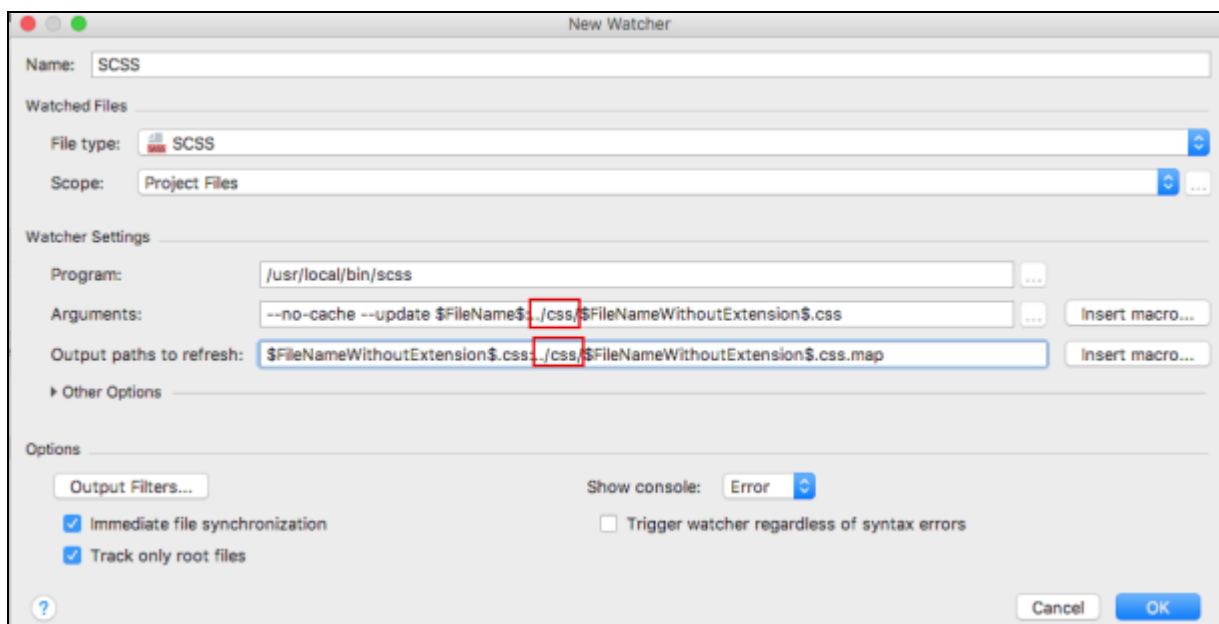 New Watcher
Name: SCSS
Watched Files
File type: SCSS
Scope: Project Files ...
Watcher Settings
Program: /usr/local/bin/scss ...
Arguments: --no-cache --update $FileName$:../css/$FileNameWithoutExtension$.css ... Insert macro...
Output paths to refresh: $FileNameWithoutExtension$.css:../css/$FileNameWithoutExtension$.css.map Insert macro...
Other Options
Options
Output Filters... Show console: Error
Immediate file synchronization Trigger watcher regardless of syntax errors
Track only root files
? Cancel OK